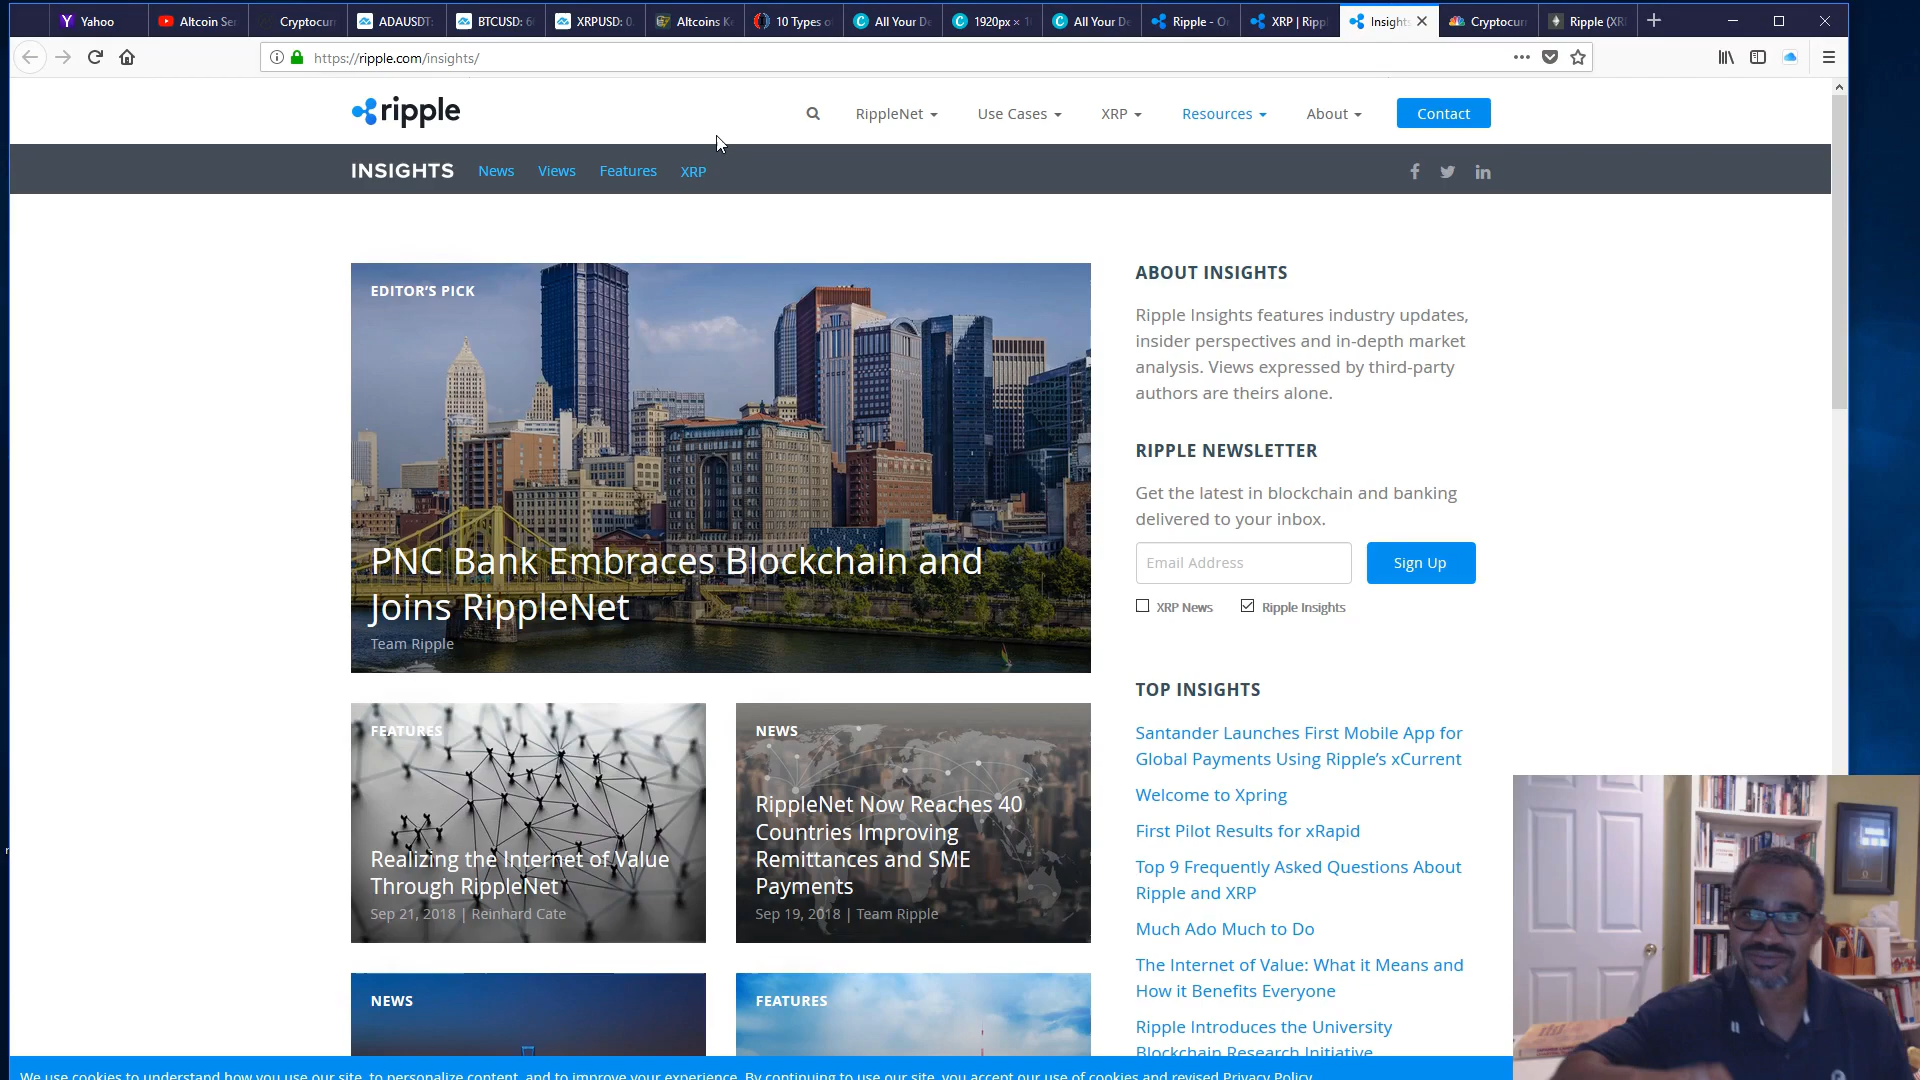 Yahoo
Altcoin Ser
Cryptocurr
ADAUSDT:
BTCUSD: 6
XRPUSD: 0.
Altcoins Ke
10 Types o
All Your De
1920px × 1
All Your De
Ripple - O
XRP | Rippl
Insights
Cryptocurr
Ripple (XR
https://ripple.com/insights/
ripple
RippleNet
Use Cases
XRP
Resources
About
Contact
INSIGHTS
News
Views
Features
XRP
EDITOR'S PICK
PNC Bank Embraces Blockchain and
Joins RippleNet
Team Ripple
FEATURES
Realizing the Internet of Value
Through RippleNet
Sep 21, 2018 | Reinhard Cate
NEWS
RippleNet Now Reaches 40
Countries Improving
Remittances and SME
Payments
Sep 19, 2018 | Team Ripple
NEWS
FEATURES
ABOUT INSIGHTS
Ripple Insights features industry updates,
insider perspectives and in-depth market
analysis. Views expressed by third-party
authors are theirs alone.
RIPPLE NEWSLETTER
Get the latest in blockchain and banking
delivered to your inbox.
Email Address
Sign Up
XRP News
Ripple Insights
TOP INSIGHTS
Santander Launches First Mobile App for
Global Payments Using Ripple's xCurrent
Welcome to Xpring
First Pilot Results for xRapid
Top 9 Frequently Asked Questions About
Ripple and XRP
Much Ado Much to Do
The Internet of Value: What it Means and
How it Benefits Everyone
Ripple Introduces the University
Blockchain Research Initiative
We use cookies to understand how you use our site, to personalize content, and to improve your experience. By continuing to use our site, you accept our use of cookies and revised Privacy Policy.